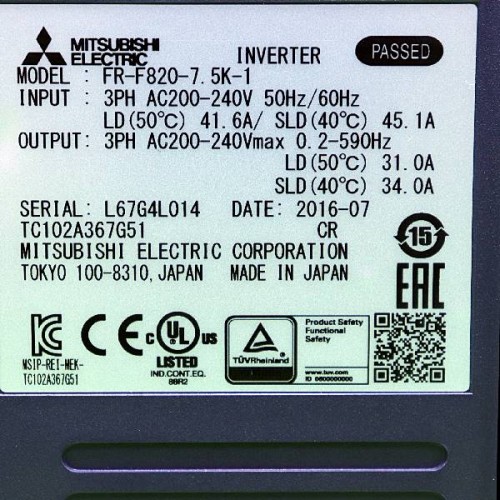 MITSUBISHI
ELECTRIC
INVERTER
PASSED
MODEL : FR-F820-7.5K-1
INPUT : 3PH AC200-240V 50Hz/60Hz
LD(50℃) 41.6A/ SLD(40℃) 45.1A
OUTPUT: 3PH AC200-240Vmax 0.2-590Hz
LD(50℃) 31.0A
SLD(40℃) 34.0A
SERIAL: L67G4L014 DATE: 2016-07
TC102A367G51 CR
MITSUBISHI ELECTRIC CORPORATION
TOKYO 100-8310, JAPAN MADE IN JAPAN
15
EAC
CE
c UL us
LISTED
IND.CONT.EQ.
88R2
MSIP-REI-MEK-
TC102A367G51
TÜVRheinland
Product Safety
Functional
Safety
www.tuv.com
ID 0600000000